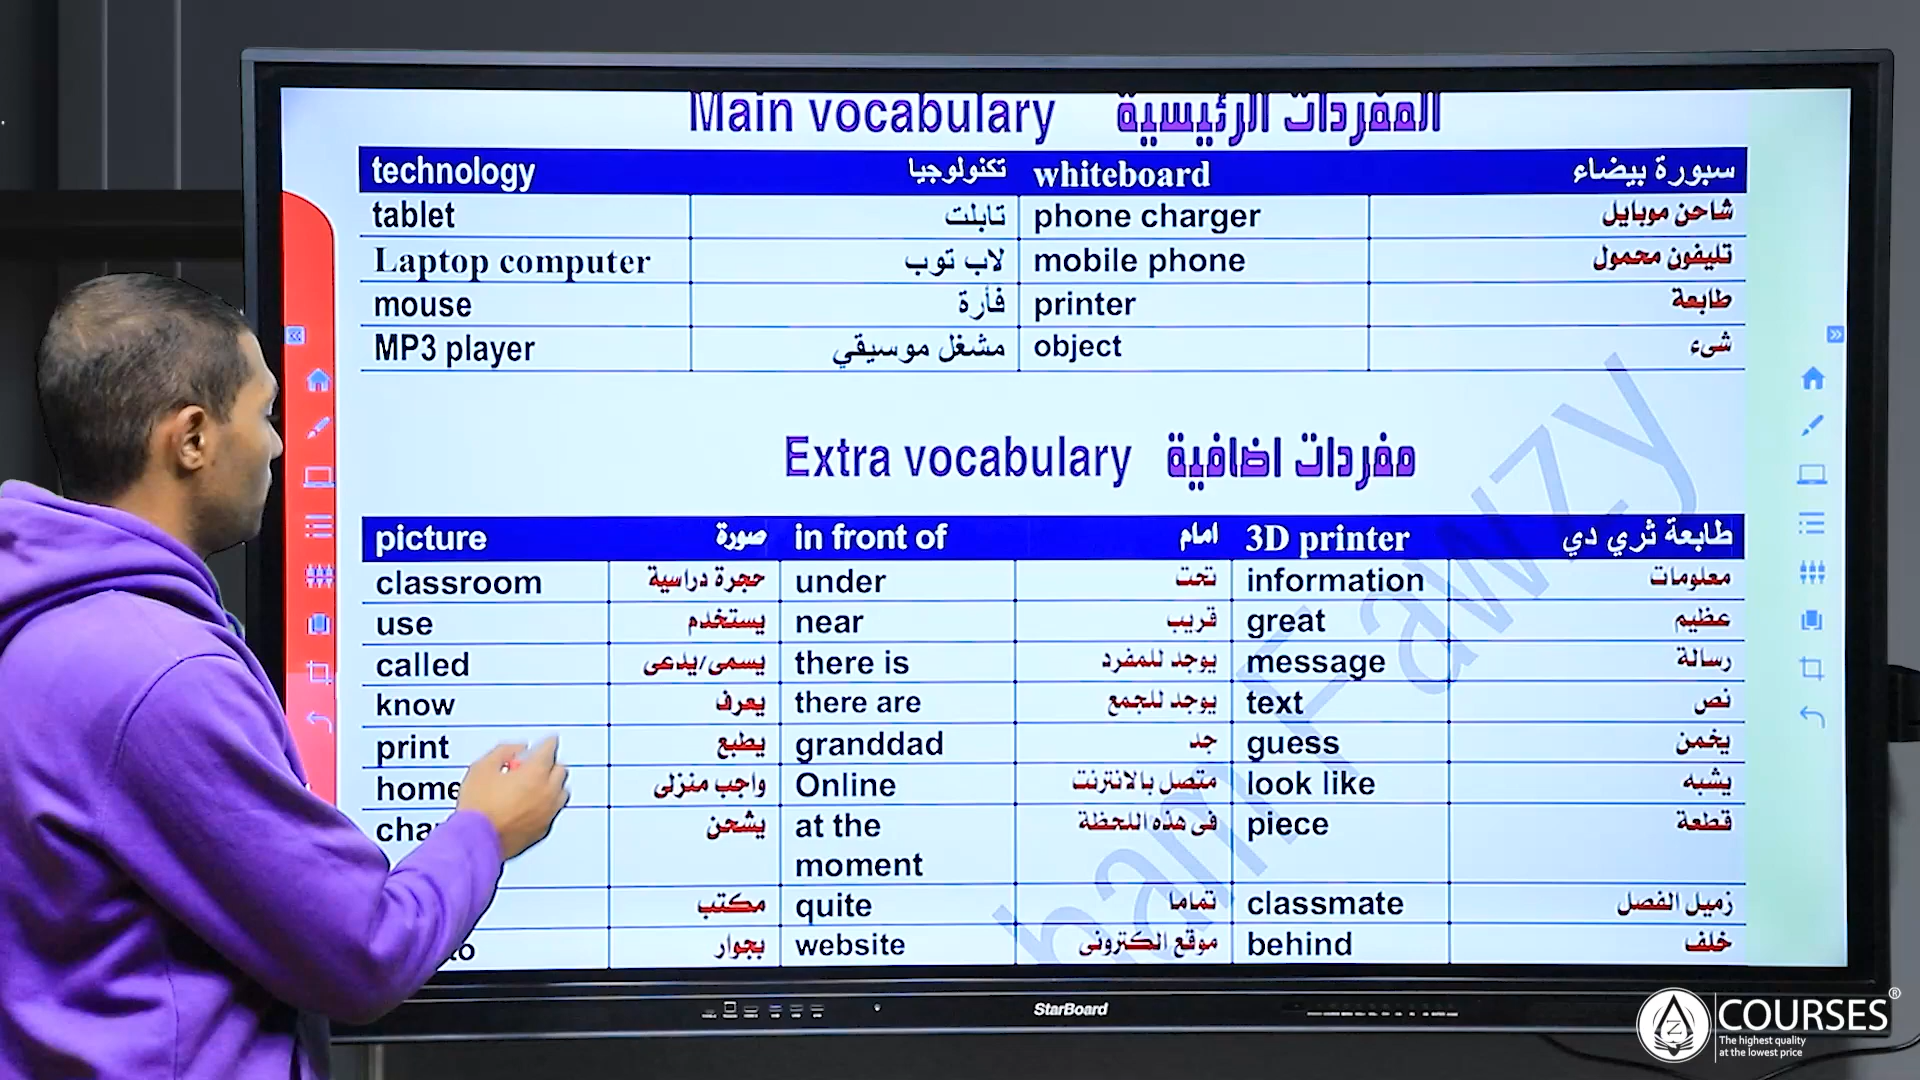 Main vocabulary المفردات الرئيسية
technology تكنولوجيا whiteboard سبورة بيضاء
tablet تابلت phone charger شاحن موبايل
Laptop computer لاب توب mobile phone تليفون محمول
mouse فأرة printer طابعة
MP3 player مشغل موسيقي object شىء
Extra vocabulary مفردات اضافية
picture صورة in front of امام 3D printer طابعة ثري دي
classroom حجرة دراسية under تحت information معلومات
use يستخدم near قريب great عظيم
called يسمى/يدعى there is يوجد للمفرد message رسالة
know يعرف there are يوجد للجمع text نص
print يطبع granddad جد guess يخمن
home واجب منزلى Online متصل بالانترنت look like يشبه
cha يشحن at the فى هذه اللحظة piece قطعة
moment
مكتب quite تماما classmate زميل الفصل
to بجوار website موقع الكترونى behind خلف
Fawzy
StarBoard
COURSES®
The highest quality
at the lowest price